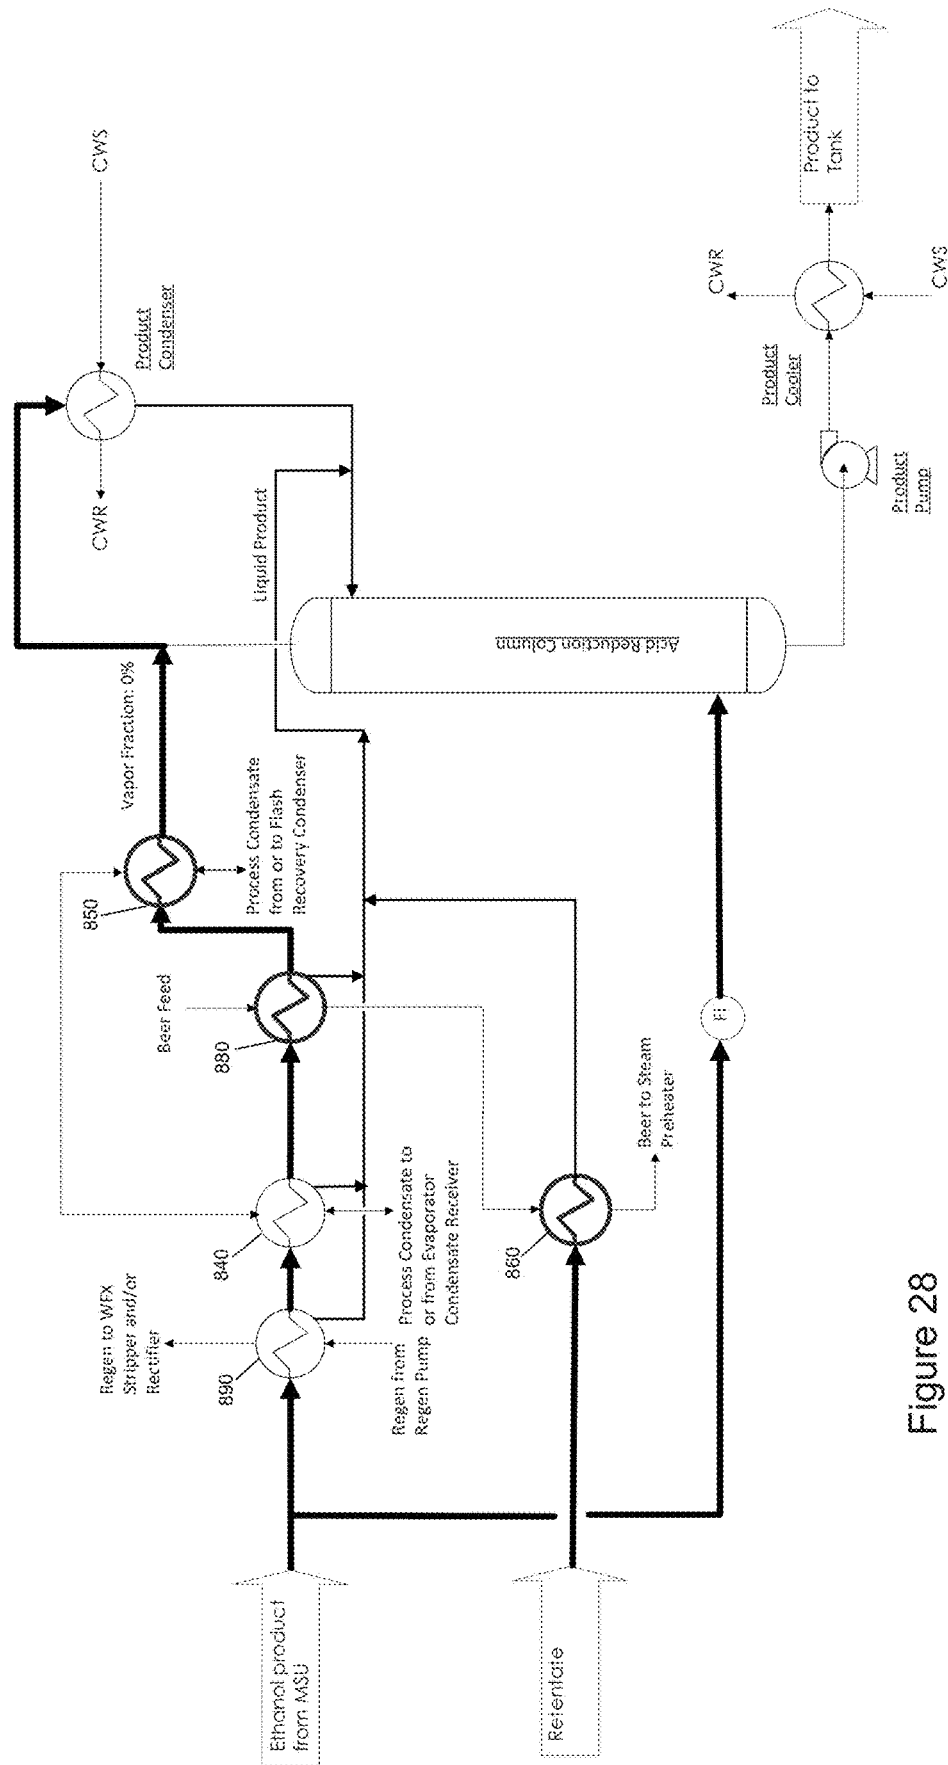 Ethanol product
from MSU
Retentate
Regen to WFX
Stripper and/or
Rectifier
890
Regen from
Regen Pump
840
Process Condensate to
or from Evaporator
Condensate Receiver
Beer Feed
880
850
Process Condensate
from or to Flash
Recovery Condenser
Vapor Fraction: 0%
860
Beer to Steam
Preheater
Liquid Product
CWR
CWS
Product
Condenser
Acid Reduction Column
Product
Pump
Product
Cooler
CWR
CWS
Product to
Tank
Figure 28